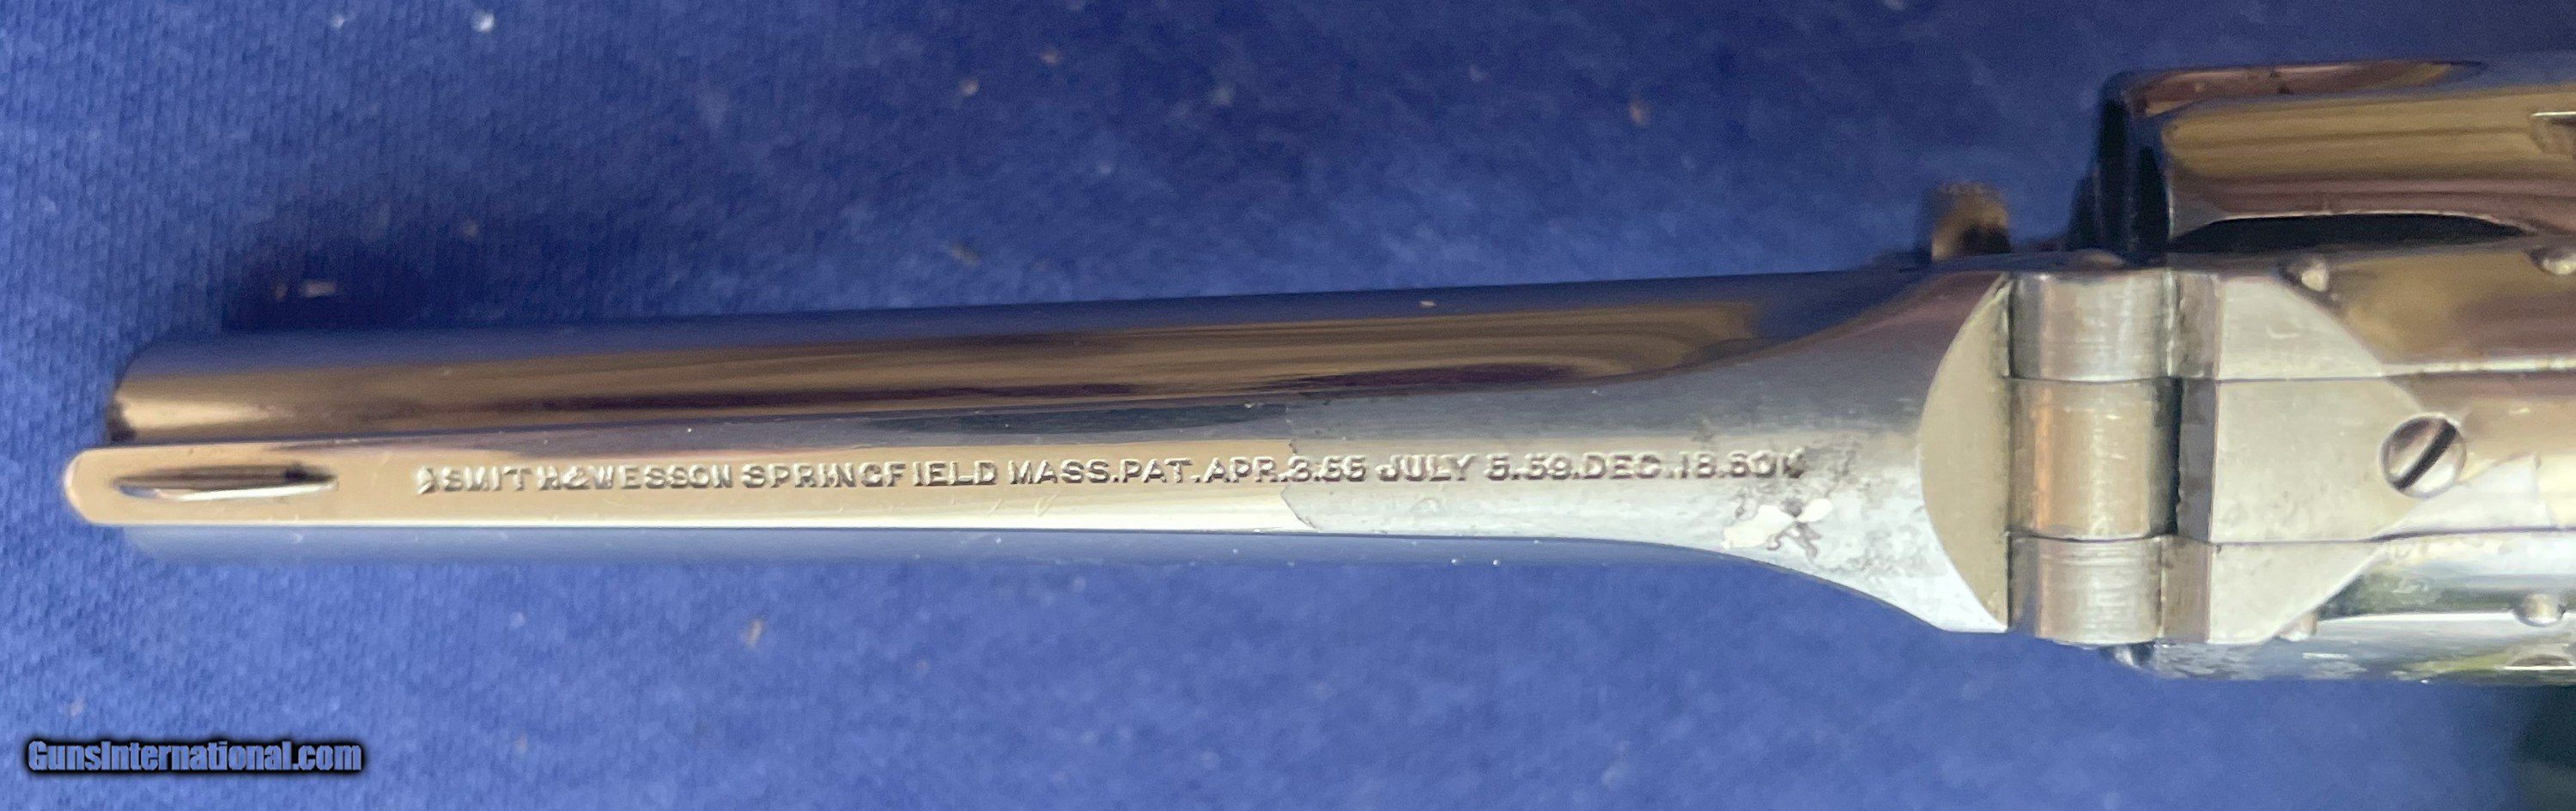 SMITH & WESSON SPRINGFIELD MASS. PAT. APR. 3.55 JULY 5.59. DEC. 18.60
GunsInternational.com